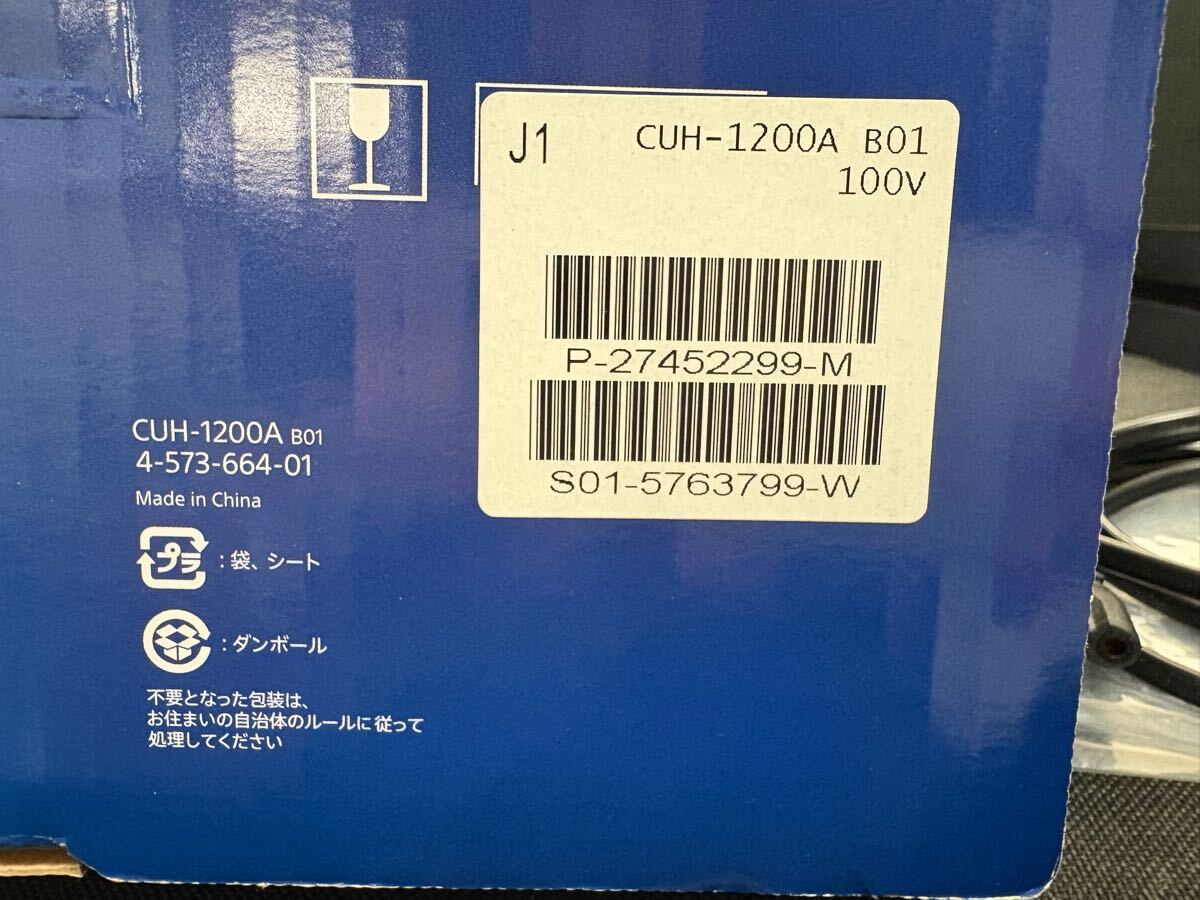 J1
CUH-1200A B01
100V
P-27452299-M
S01-5763799-W
CUH-1200A B01
4-573-664-01
Made in China
プラ : 袋、シート
: ダンボール
不要となった包装は、
お住まいの自治体のルールに従って
処理してください